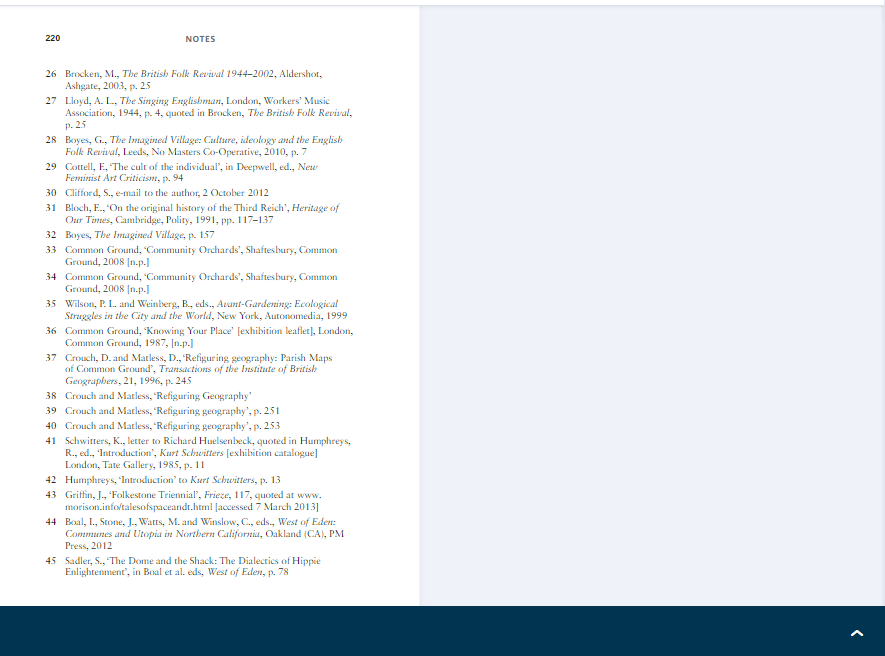 220
NOTES
26 Brocken, M., The British Folk Revival 1944–2002, Aldershot,
Ashgate, 2003, p. 25
27 Lloyd, A. L., The Singing Englishman, London, Workers’ Music
Association, 1944, p. 4, quoted in Brocken, The British Folk Revival,
p. 25
28 Boyes, G., The Imagined Village: Culture, ideology and the English
Folk Revival, Leeds, No Masters Co-Operative, 2010, p. 7
29 Cottell, F., ‘The cult of the individual’, in Deepwell, ed., New
Feminist Art Criticism, p. 94
30 Clifford, S., e-mail to the author, 2 October 2012
31 Bloch, E., ‘On the original history of the Third Reich’, Heritage of
Our Times, Cambridge, Polity, 1991, pp. 117–137
32 Boyes, The Imagined Village, p. 157
33 Common Ground, ‘Community Orchards’, Shaftesbury, Common
Ground, 2008 [n.p.]
34 Common Ground, ‘Community Orchards’, Shaftesbury, Common
Ground, 2008 [n.p.]
35 Wilson, P. L. and Weinberg, B., eds., Avant-Gardening: Ecological
Struggles in the City and the World, New York, Autonomedia, 1999
36 Common Ground, ‘Knowing Your Place’ [exhibition leaflet], London,
Common Ground, 1987, [n.p.]
37 Crouch, D. and Matless, D., ‘Refiguring geography: Parish Maps
of Common Ground’, Transactions of the Institute of British
Geographers, 21, 1996, p. 245
38 Crouch and Matless, ‘Refiguring Geography’
39 Crouch and Matless, ‘Refiguring geography’, p. 251
40 Crouch and Matless, ‘Refiguring geography’, p. 253
41 Schwitters, K., letter to Richard Huelsenbeck, quoted in Humphreys,
R., ed., ‘Introduction’, Kurt Schwitters [exhibition catalogue]
London, Tate Gallery, 1985, p. 11
42 Humphreys, ‘Introduction’ to Kurt Schwitters, p. 13
43 Griffin, J., ‘Folkestone Triennial’, Frieze, 117, quoted at www.
morison.info/talesofspaceandt.html [accessed 7 March 2013]
44 Boal, I., Stone, J., Watts, M. and Winslow, C., eds., West of Eden:
Communes and Utopia in Northern California, Oakland (CA), PM
Press, 2012
45 Sadler, S., ‘The Dome and the Shack: The Dialectics of Hippie
Enlightenment’, in Boal et al. eds, West of Eden, p. 78